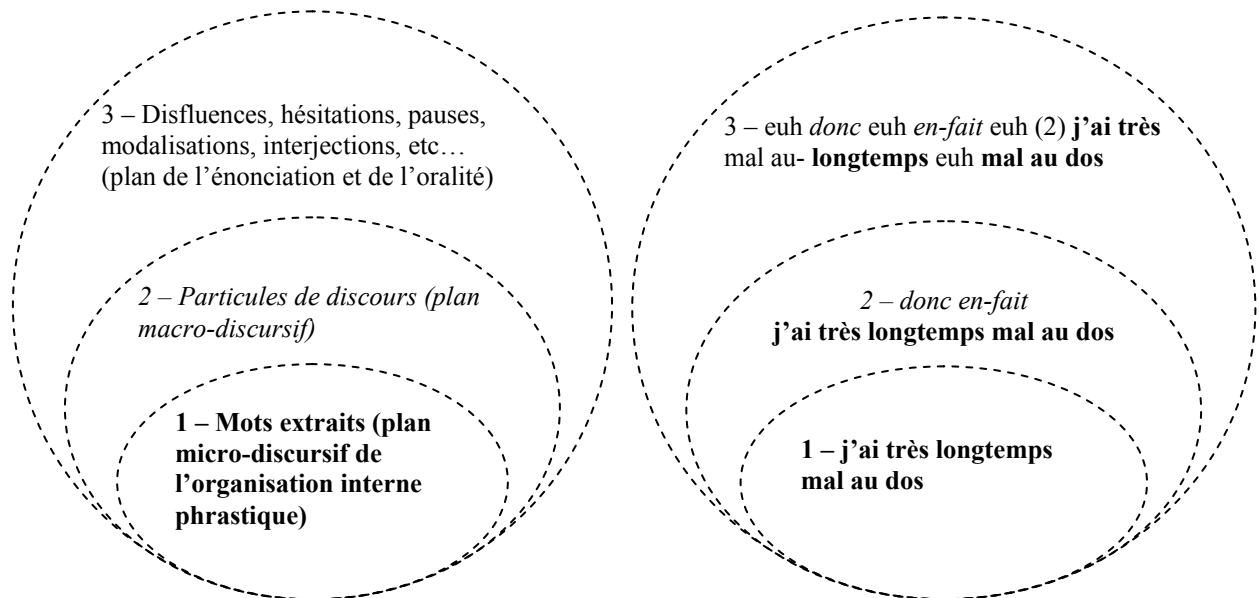 3 – Disfluences, hésitations, pauses,
modalisations, interjections, etc…
(plan de l’énonciation et de l’oralité)
2 – Particules de discours (plan
macro-discursif)
1 – Mots extraits (plan
micro-discursif de
l’organisation interne
phrastique)
3 – euh donc euh en-fait euh (2) j’ai très
mal au- longtemps euh mal au dos
2 – donc en-fait
j’ai très longtemps mal au dos
1 – j’ai très longtemps
mal au dos